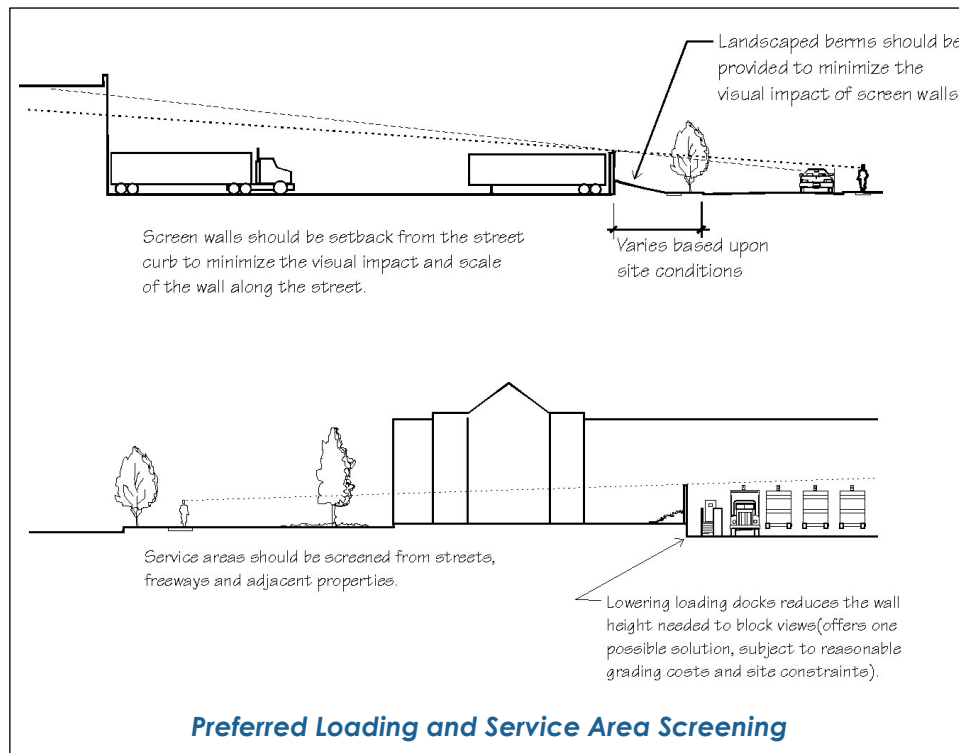 Landscaped berms should be
provided to minimize the
visual impact of screen walls
Screen walls should be setback from the street
curb to minimize the visual impact and scale
of the wall along the street.
Varies based upon
site conditions
Service areas should be screened from streets,
freeways and adjacent properties.
Lowering loading docks reduces the wall
height needed to block views(offers one
possible solution, subject to reasonable
grading costs and site constraints).
Preferred Loading and Service Area Screening